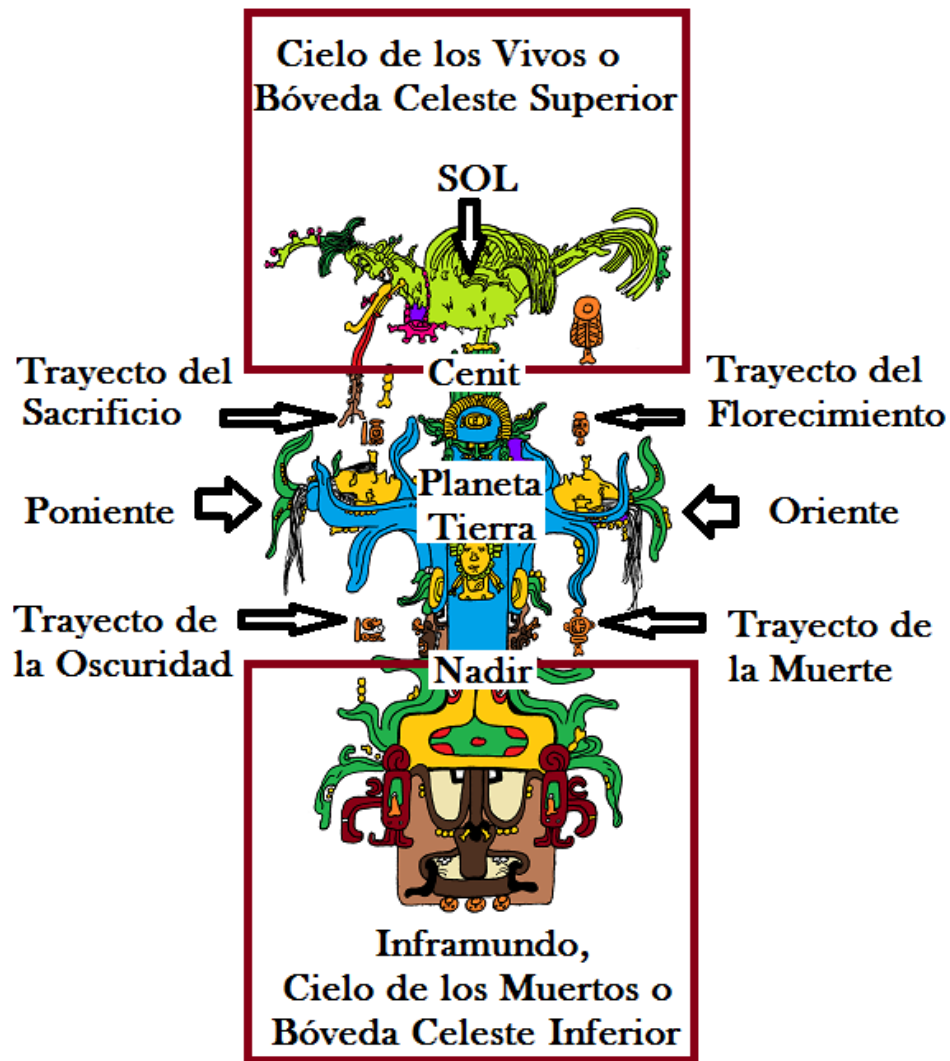 Cielo de los Vivos o
Bóveda Celeste Superior
SOL
Cenit
Trayecto del
Sacrificio
Trayecto del
Florecimiento
Poniente
Planeta
Tierra
Oriente
Trayecto de
la Oscuridad
Trayecto de
la Muerte
Nadir
Inframundo,
Cielo de los Muertos o
Bóveda Celeste Inferior